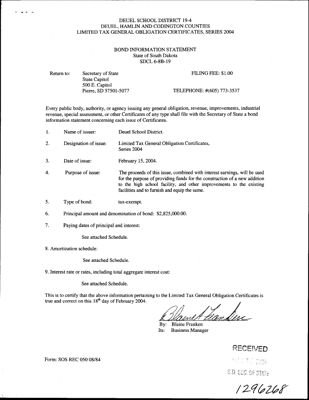 DEUEL SCHOOL DISTRICT 19-4
DEUEL, HAMLIN AND CODINGTON COUNTIES
LIMITED TAX GENERAL OBLIGATION CERTIFICATES, SERIES 2004
BOND INFORMATION STATEMENT
State of South Dakota
SDCL 6-8B-19
Return to: Secretary of State FILING FEE: $1.00
State Capitol
500 E. Capitol
Pierre, SD 57501-5077 TELEPHONE: #(605) 773-3537
Every public body, authority, or agency issuing any general obligation, revenue, improvements, industrial
revenue, special assessment, or other Certificates of any type shall file with the Secretary of State a bond
information statement concerning each issue of Certificates.
1. Name of issuer: Deuel School District.
2. Designation of issue: Limited Tax General Obligation Certificates,
Series 2004
3. Date of issue: February 15, 2004.
4. Purpose of issue: The proceeds of this issue, combined with interest earnings, will be used
for the purpose of providing funds for the construction of a new addition
to the high school facility, and other improvements to the existing
facilities and to furnish and equip the same.
5. Type of bond: tax-exempt.
6. Principal amount and denomination of bond: $2,825,000.00.
7. Paying dates of principal and interest:
See attached Schedule.
8. Amortization schedule:
See attached Schedule.
9. Interest rate or rates, including total aggregate interest cost:
See attached Schedule.
This is to certify that the above information pertaining to the Limited Tax General Obligation Certificates is
true and correct on this 18th day of February 2004.
By: Blaine Franken
Its: Business Manager
RECEIVED
S.D. SEC. OF STATE
Form: SOS REC 050 08/84
1296268